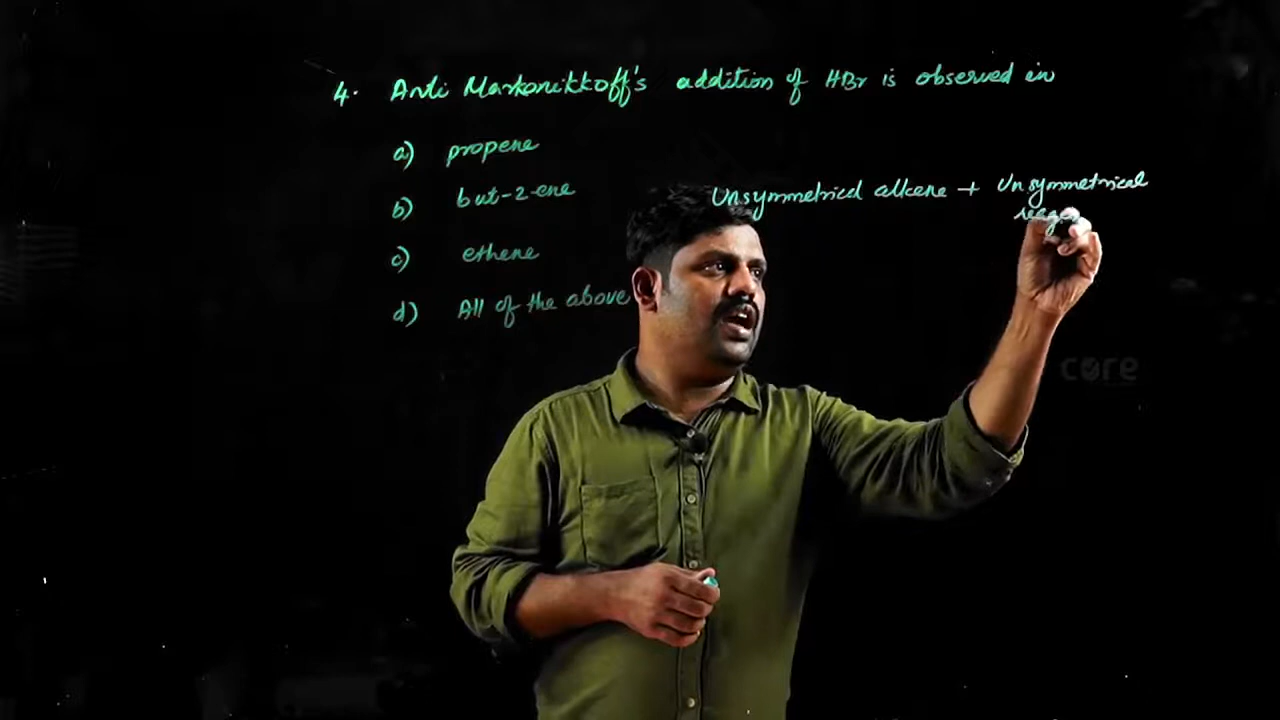 4. Anti Markonikkoff's addition of HBr is observed in
a) propene
b) but-2-ene
Unsymmetrical alkene + Unsymmetrical
c) ethene
d) All of the above
core